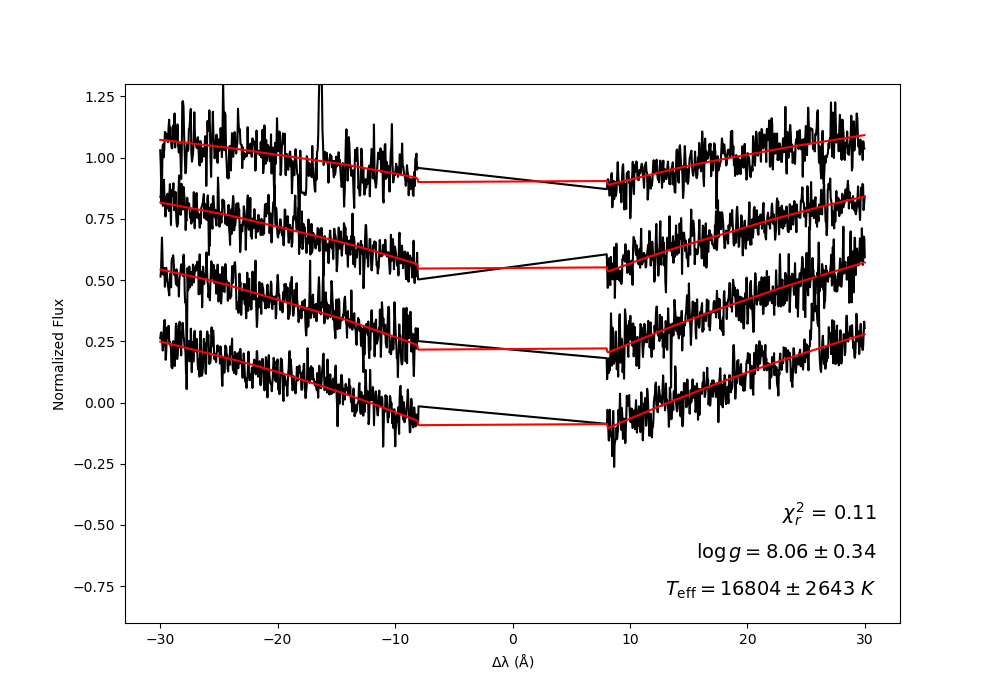 1.25
1.00
0.75
0.50
0.25
0.00
−0.25
−0.50
−0.75
Normalized Flux
χ²ᵣ = 0.11
log g = 8.06 ± 0.34
T_eff = 16804 ± 2643 K
−30 −20 −10 0 10 20 30
Δλ (Å)